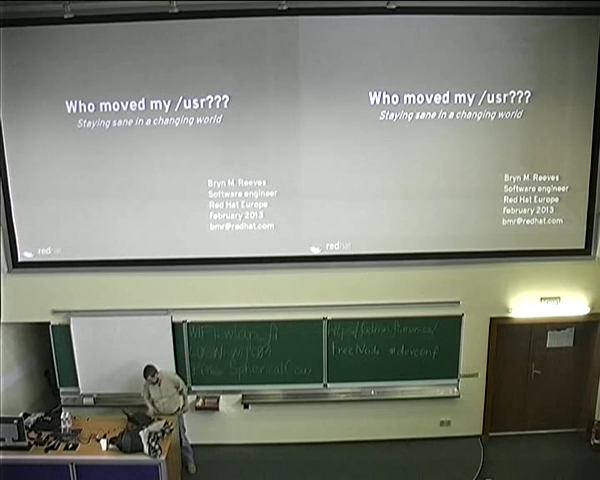 Who moved my /usr???
Staying sane in a changing world
Bryn M. Reeves
Software engineer
Red Hat Europe
February 2013
bmr@redhat.com
redhat
Who moved my /usr???
Staying sane in a changing world
Bryn M. Reeves
Software engineer
Red Hat Europe
February 2013
bmr@redhat.com
redhat
FreeNode #devconf